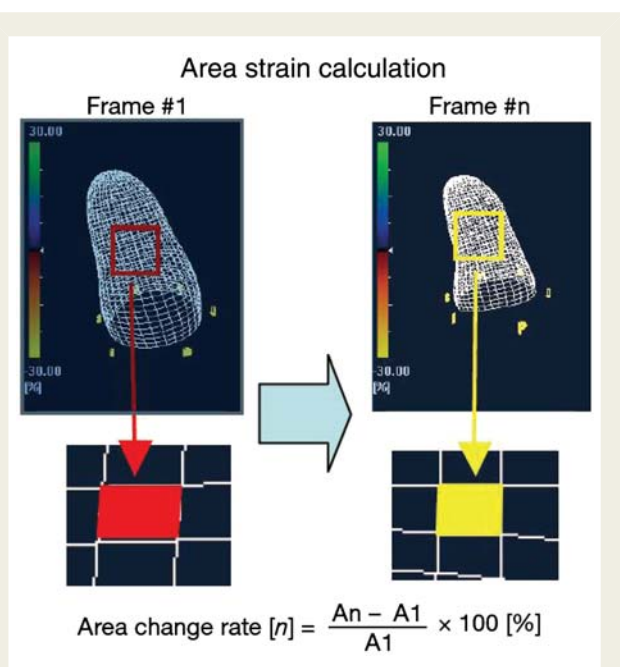 Area strain calculation
Frame #1
Frame #n
30.00
-30.00
[%]
30.00
-30.00
[%]
Area change rate [n] = An – A1 / A1 × 100 [%]